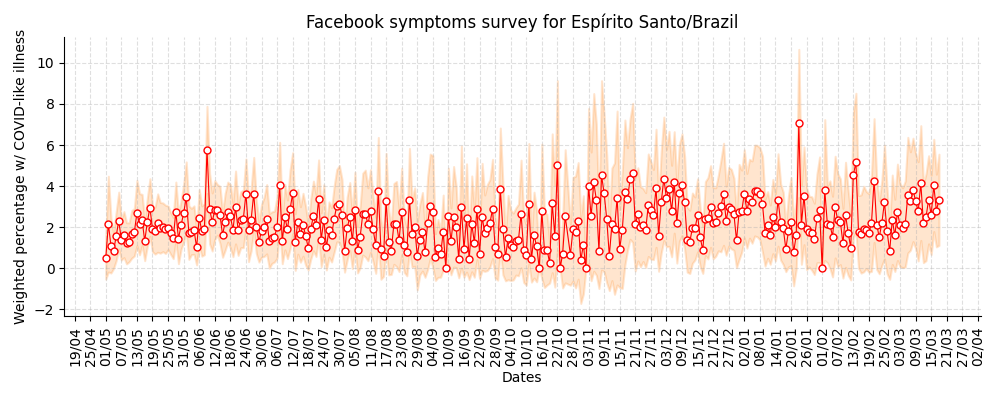 Facebook symptoms survey for Espírito Santo/Brazil
Weighted percentage w/ COVID-like illness
10
8
6
4
2
0
−2
19/04 25/04 01/05 07/05 13/05 19/05 25/05 31/05 06/06 12/06 18/06 24/06 30/06 06/07 12/07 18/07 24/07 30/07 05/08 11/08 17/08 23/08 29/08 04/09 10/09 16/09 22/09 28/09 04/10 10/10 16/10 22/10 28/10 03/11 09/11 15/11 21/11 27/11 03/12 09/12 15/12 21/12 27/12 02/01 08/01 14/01 20/01 26/01 01/02 07/02 13/02 19/02 25/02 03/03 09/03 15/03 21/03 27/03 02/04
Dates